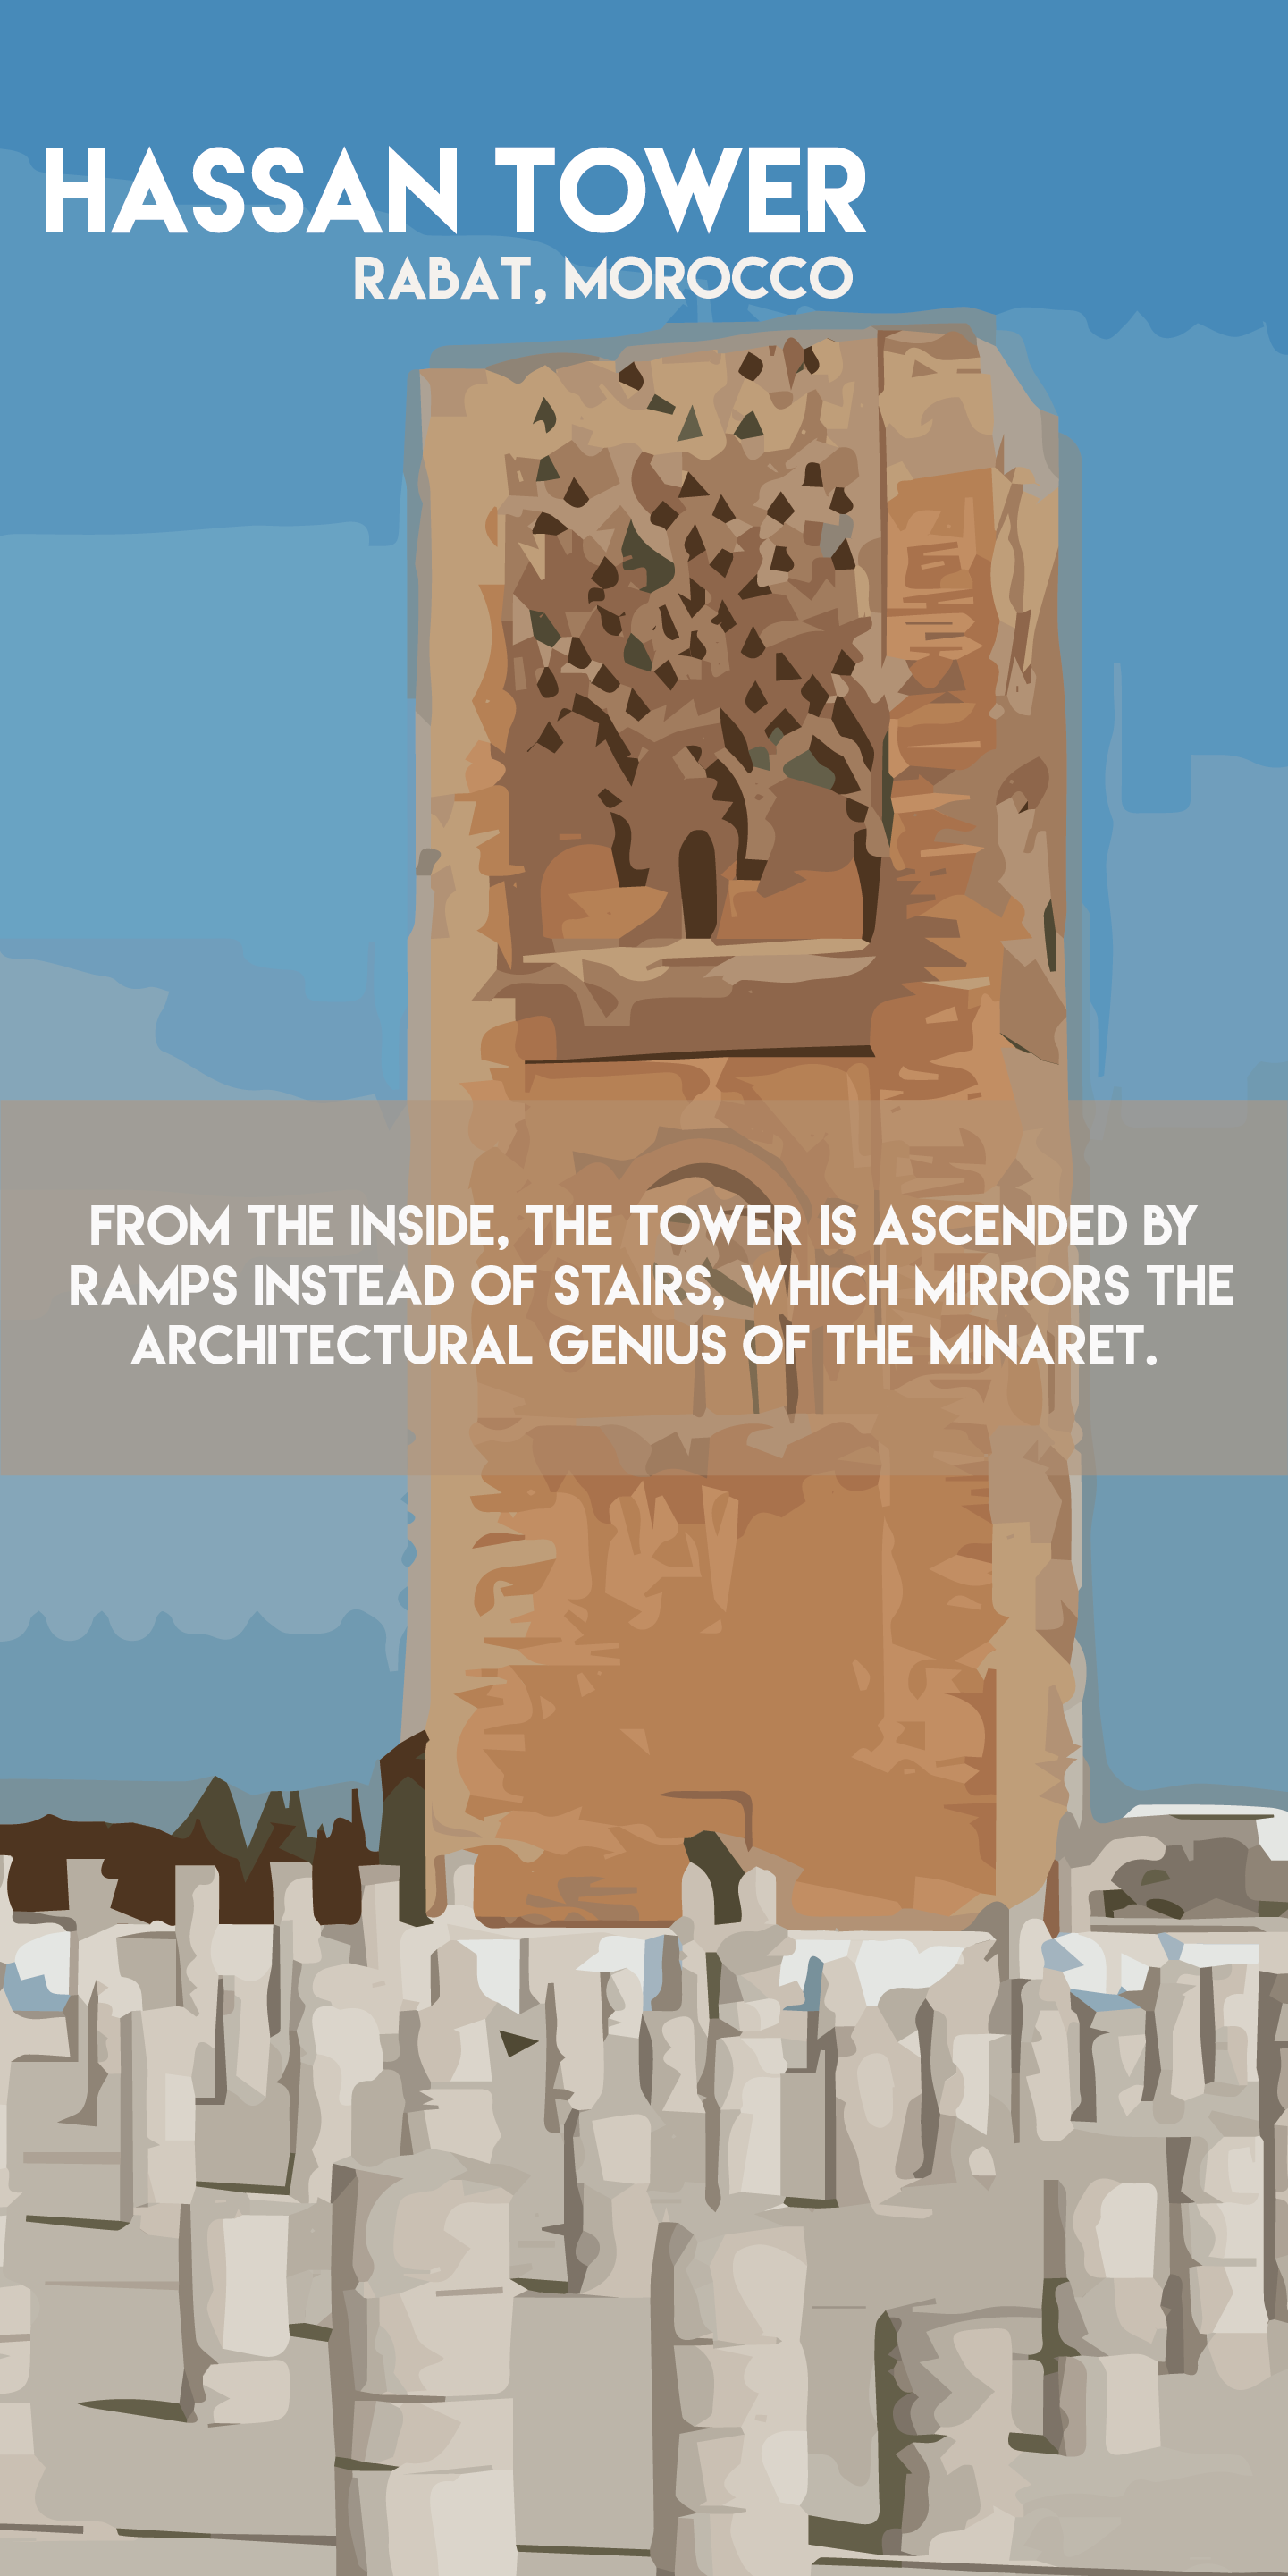 HASSAN TOWER
RABAT, MOROCCO
FROM THE INSIDE, THE TOWER IS ASCENDED BY
RAMPS INSTEAD OF STAIRS, WHICH MIRRORS THE
ARCHITECTURAL GENIUS OF THE MINARET.